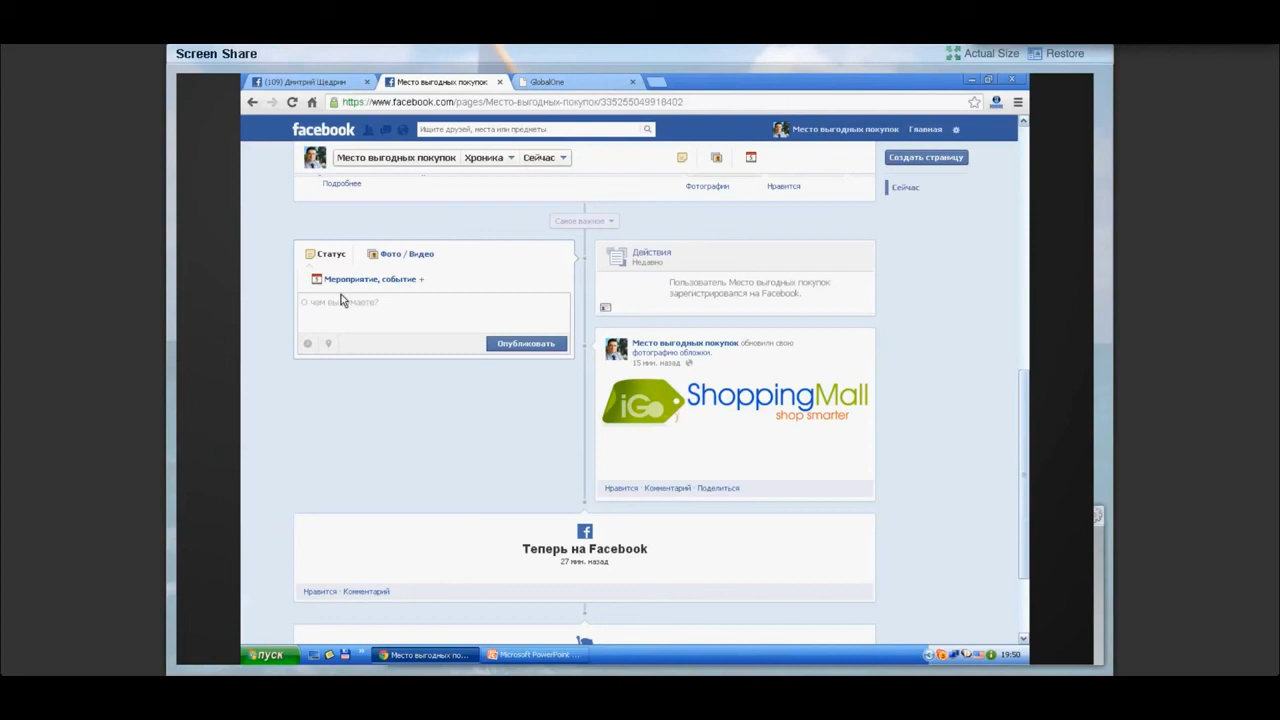 Screen Share
Actual Size
Restore
(109) Дмитрий Щедрин
Место выгодных покупок
GlobalOne
https://www.facebook.com/pages/Место-выгодных-покупок/335255049918402
facebook
Ищите друзей, места или предметы
Место выгодных покупок
Главная
Место выгодных покупок
Хроника
Сейчас
Создать страницу
Подробнее
Фотографии
Нравится
Сейчас
Самое важное
Статус
Фото / Видео
Мероприятие, событие +
О чем вы
Опубликовать
Действия
Недавно
Пользователь Место выгодных покупок
зарегистрировался на Facebook.
Место выгодных покупок обновили свою
фотографию обложки.
15 мин. назад
iGo
ShoppingMall
shop smarter
Нравится · Комментарий · Поделиться
Теперь на Facebook
27 мин. назад
Нравится · Комментарий
пуск
Место выгодных по...
Microsoft PowerPoint ...
19:50